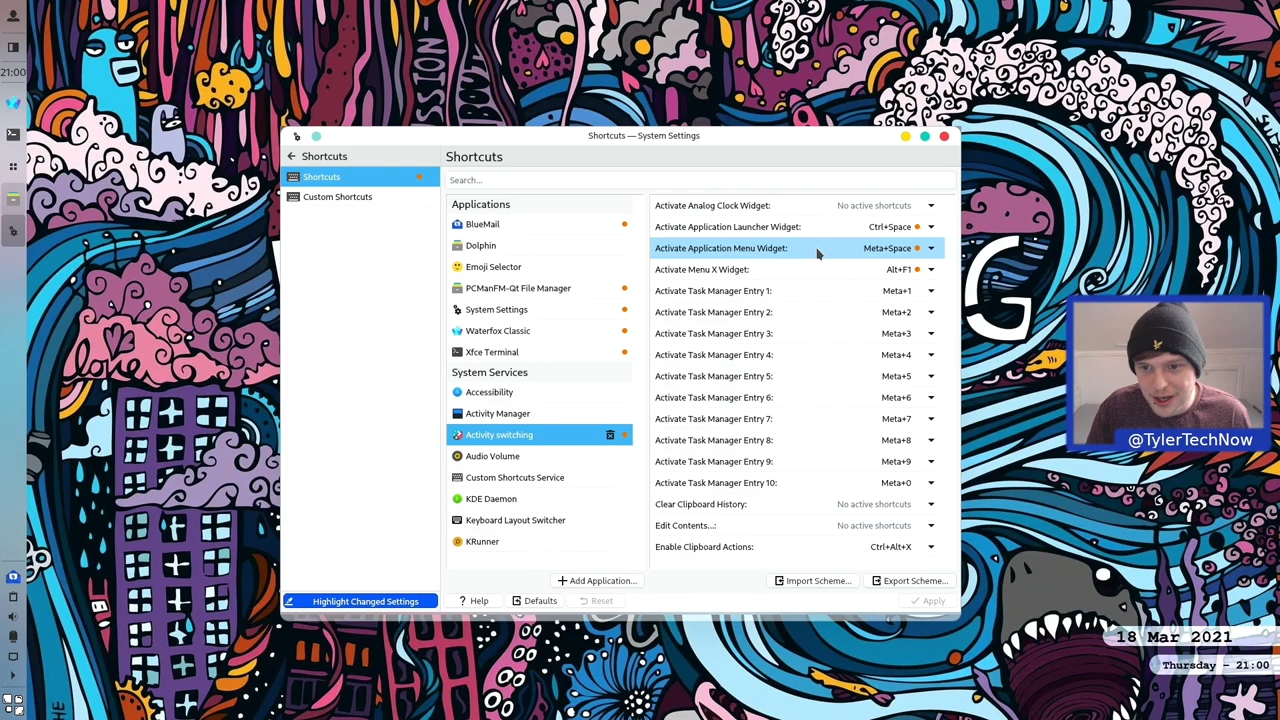 21:00
Shortcuts — System Settings
Shortcuts
Shortcuts
Custom Shortcuts
Highlight Changed Settings
Shortcuts
Search...
Applications
BlueMail
Dolphin
Emoji Selector
PCManFM-Qt File Manager
System Settings
Waterfox Classic
Xfce Terminal
System Services
Accessibility
Activity Manager
Activity switching
Audio Volume
Custom Shortcuts Service
KDE Daemon
Keyboard Layout Switcher
KRunner
Activate Analog Clock Widget: No active shortcuts
Activate Application Launcher Widget: Ctrl+Space
Activate Application Menu Widget: Meta+Space
Activate Menu X Widget: Alt+F1
Activate Task Manager Entry 1: Meta+1
Activate Task Manager Entry 2: Meta+2
Activate Task Manager Entry 3: Meta+3
Activate Task Manager Entry 4: Meta+4
Activate Task Manager Entry 5: Meta+5
Activate Task Manager Entry 6: Meta+6
Activate Task Manager Entry 7: Meta+7
Activate Task Manager Entry 8: Meta+8
Activate Task Manager Entry 9: Meta+9
Activate Task Manager Entry 10: Meta+0
Clear Clipboard History: No active shortcuts
Edit Contents...: No active shortcuts
Enable Clipboard Actions: Ctrl+Alt+X
Add Application... Import Scheme... Export Scheme...
? Help Defaults Reset Apply
@TylerTechNow
18 Mar 2021
Thursday - 21:00